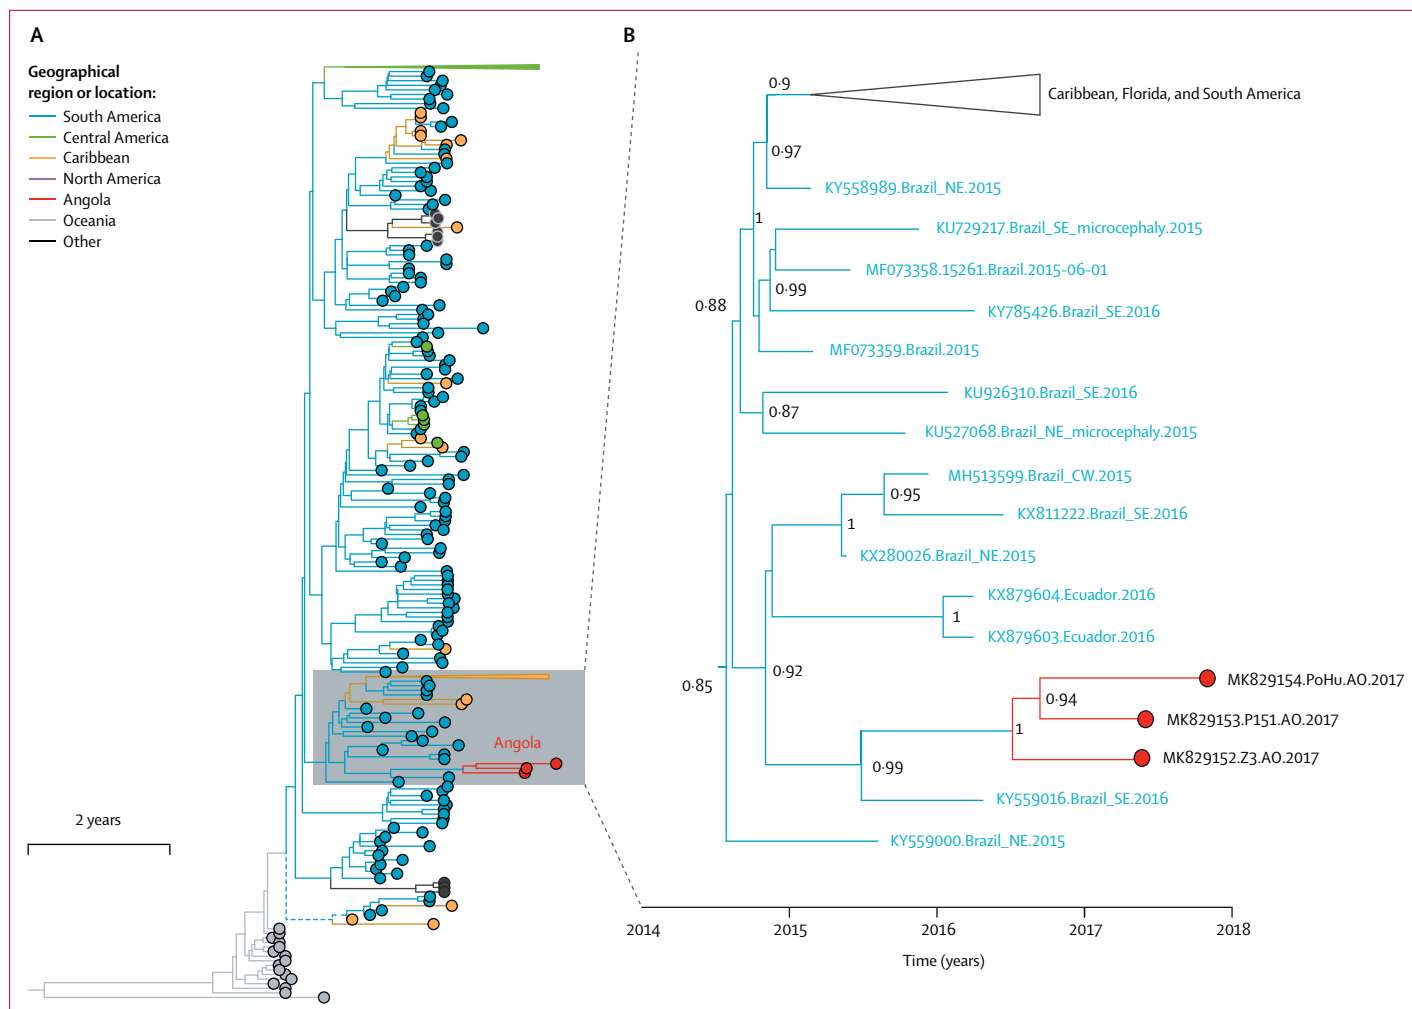 A
Geographical
region or location:
South America
Central America
Caribbean
North America
Angola
Oceania
Other
Angola
2 years
B
0·9
Caribbean, Florida, and South America
0·97
KY558989.Brazil_NE.2015
1
KU729217.Brazil_SE_microcephaly.2015
MF073358.15261.Brazil.2015-06-01
0·99
0·88
KY785426.Brazil_SE.2016
MF073359.Brazil.2015
KU926310.Brazil_SE.2016
0·87
KU527068.Brazil_NE_microcephaly.2015
MH513599.Brazil_CW.2015
0·95
KX811222.Brazil_SE.2016
1
KX280026.Brazil_NE.2015
KX879604.Ecuador.2016
1
KX879603.Ecuador.2016
0·92
0·85
MK829154.PoHu.AO.2017
0·94
MK829153.P151.AO.2017
1
MK829152.Z3.AO.2017
0·99
KY559016.Brazil_SE.2016
KY559000.Brazil_NE.2015
2014
2015
2016
2017
2018
Time (years)